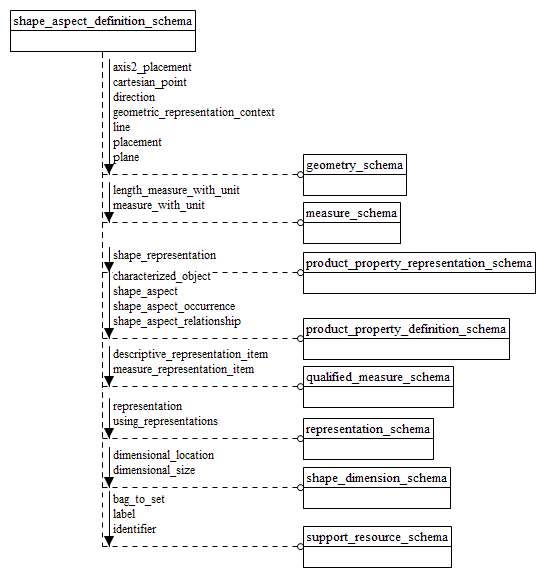 shape_aspect_definition_schema
axis2_placement
cartesian_point
direction
geometric_representation_context
line
placement
plane
geometry_schema
length_measure_with_unit
measure_with_unit
measure_schema
shape_representation
product_property_representation_schema
characterized_object
shape_aspect
shape_aspect_occurrence
shape_aspect_relationship
product_property_definition_schema
descriptive_representation_item
measure_representation_item
qualified_measure_schema
representation
using_representations
representation_schema
dimensional_location
dimensional_size
shape_dimension_schema
bag_to_set
label
identifier
support_resource_schema